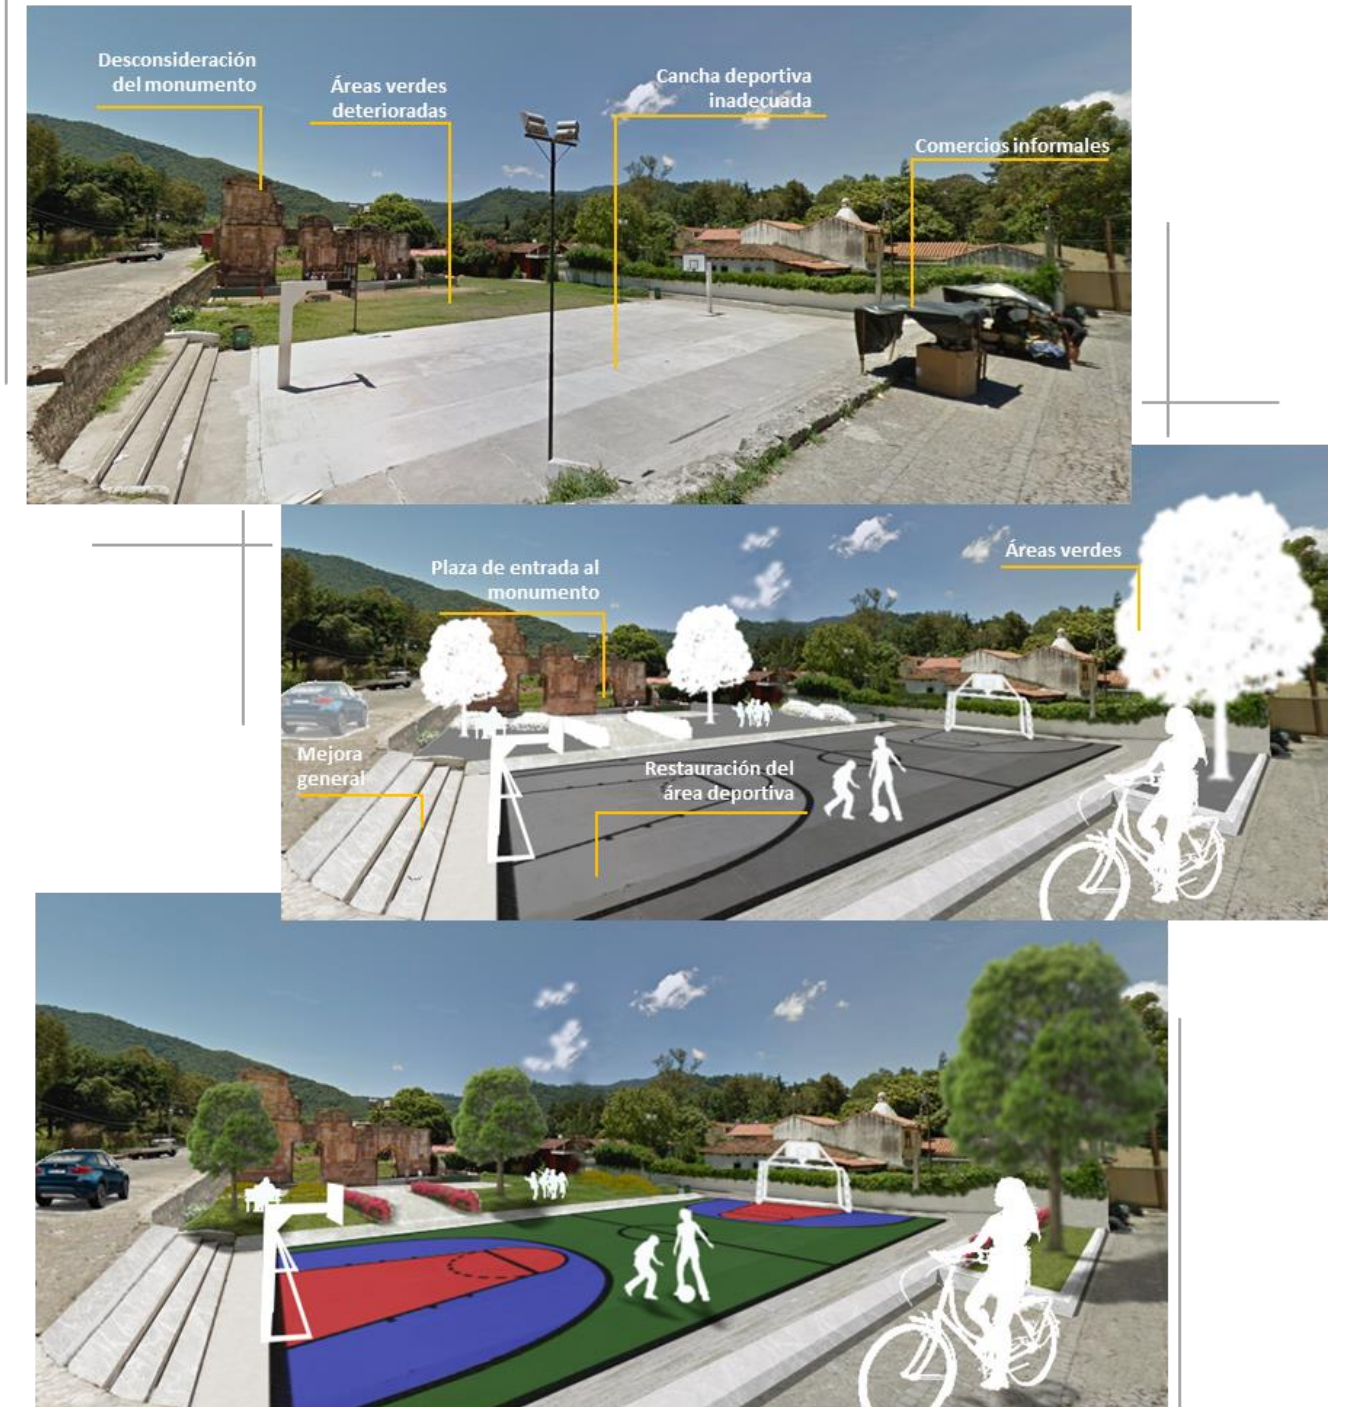 Desconsideración
del monumento
Áreas verdes
deterioradas
Cancha deportiva
inadecuada
Comercios informales
Plaza de entrada al
monumento
Áreas verdes
Mejora
general
Restauración del
área deportiva